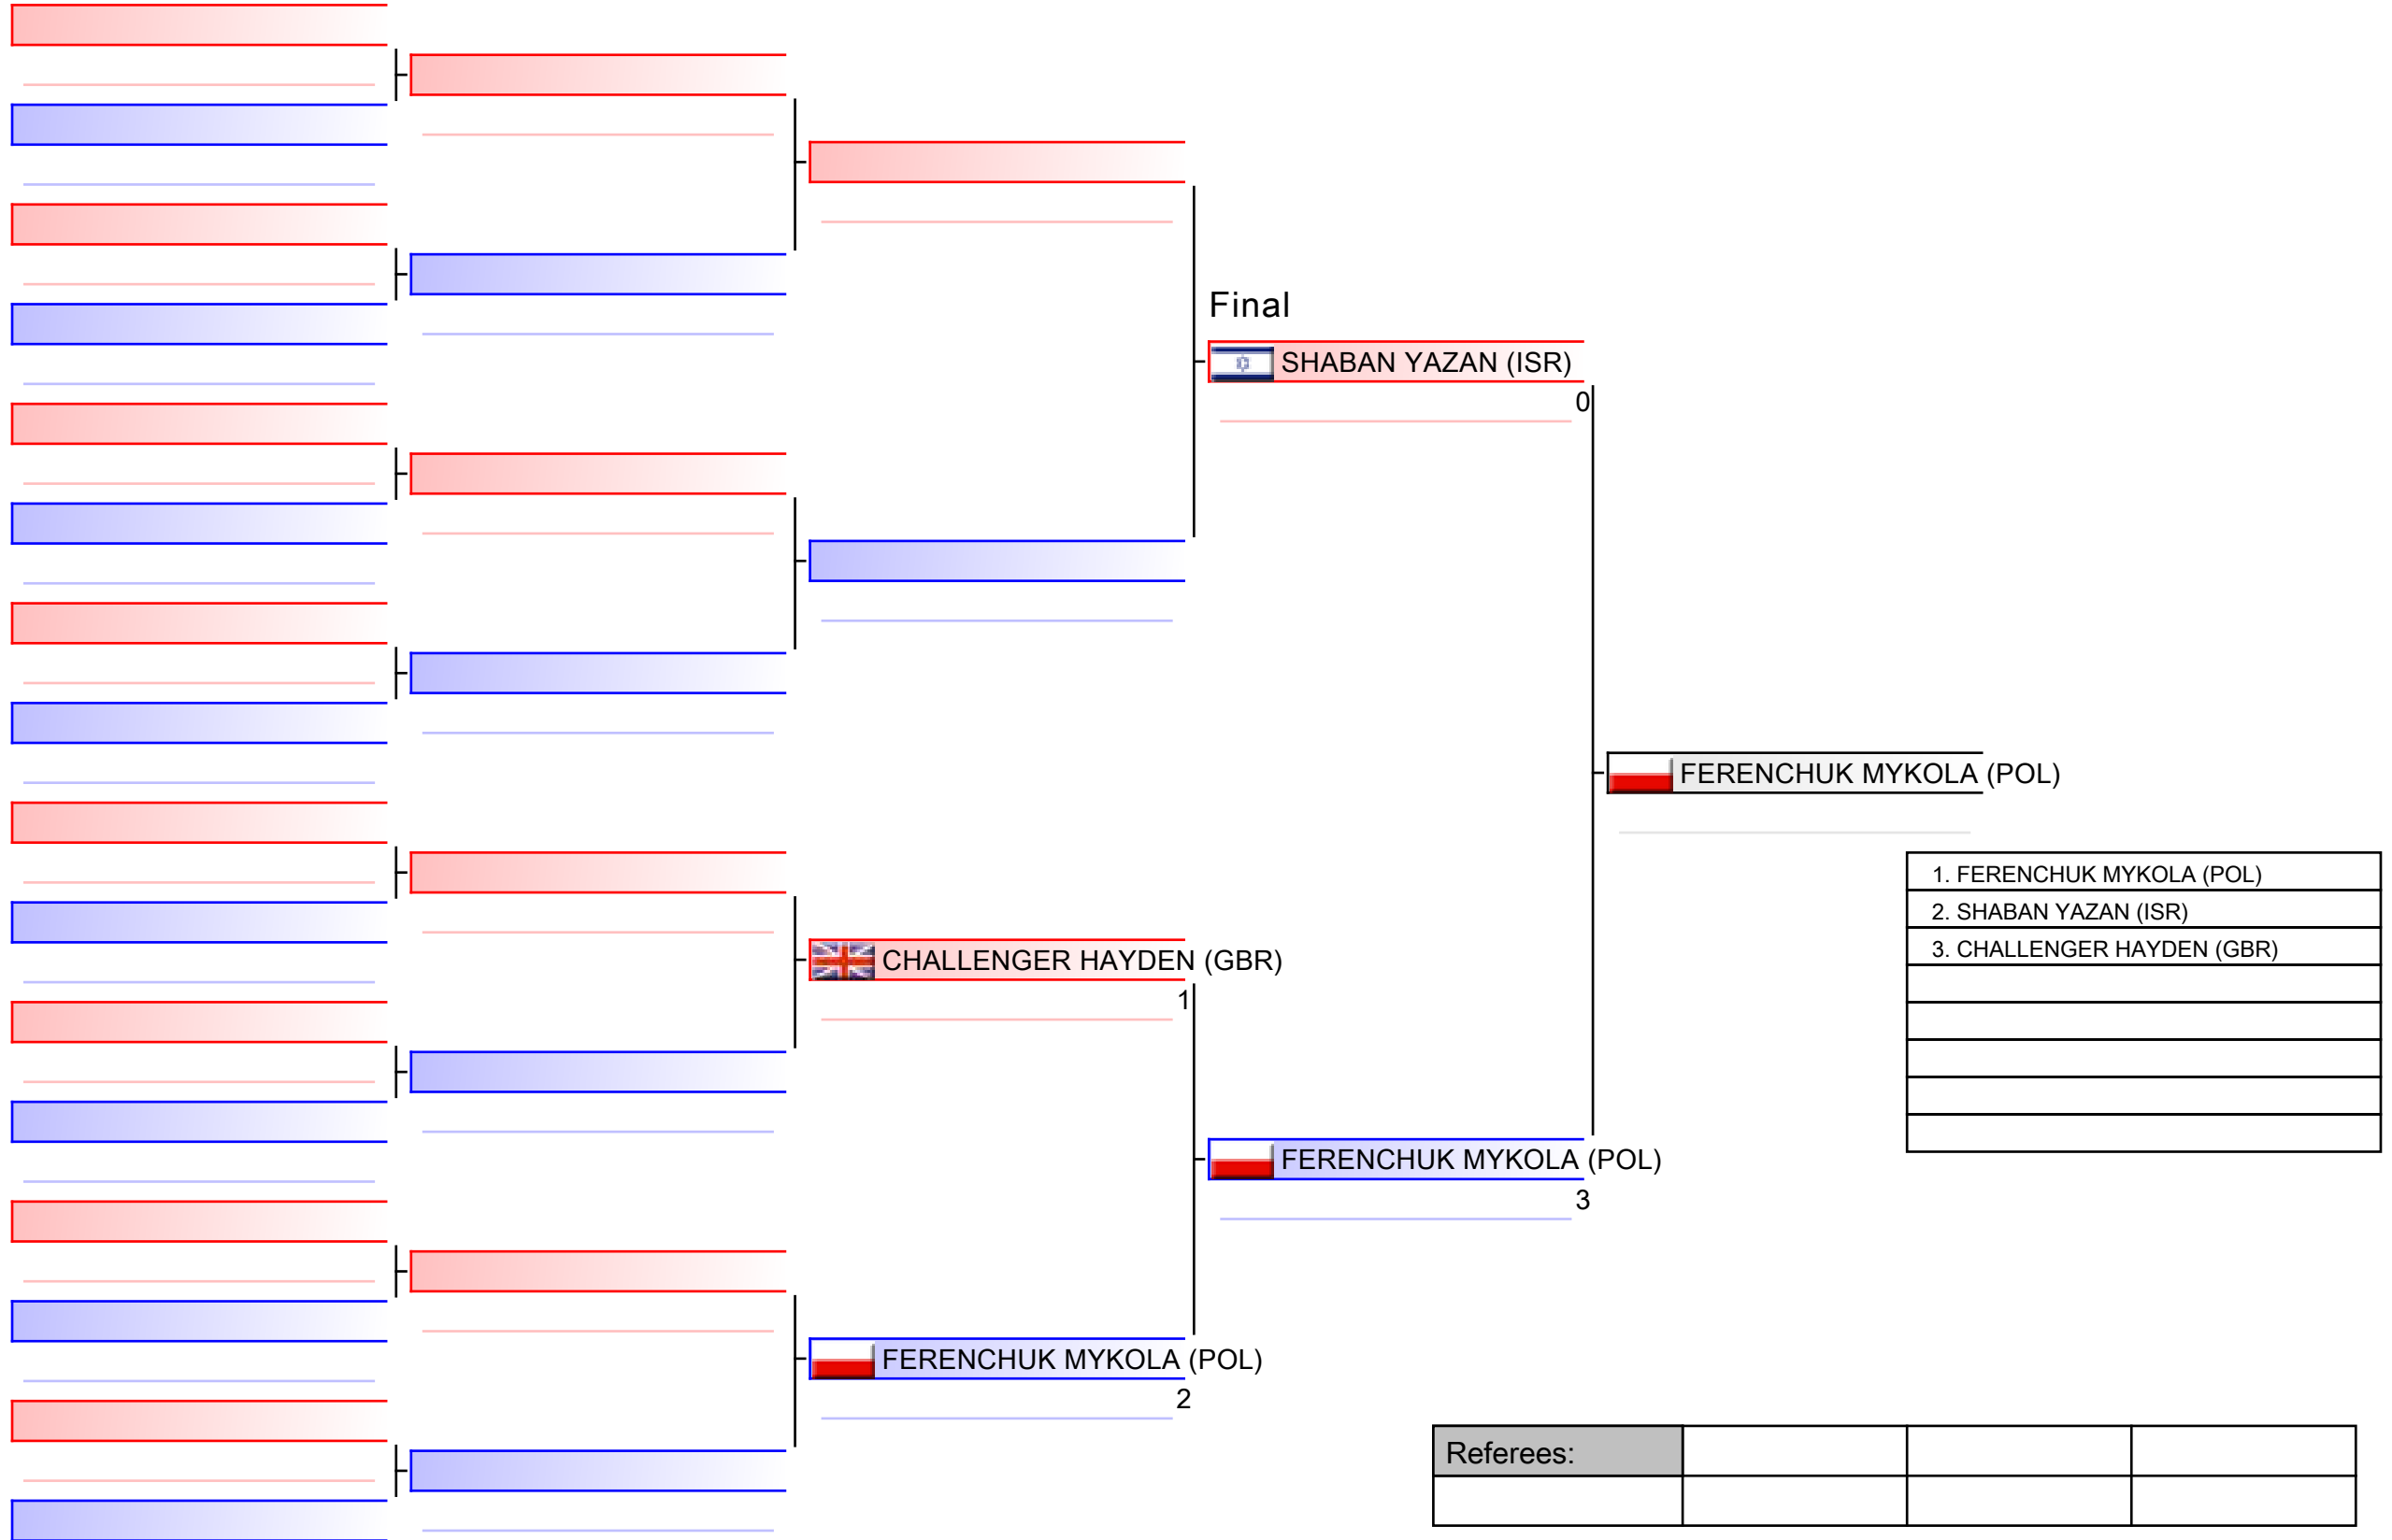 Final
SHABAN YAZAN (ISR)
0
FERENCHUK MYKOLA (POL)
1. FERENCHUK MYKOLA (POL)
2. SHABAN YAZAN (ISR)
3. CHALLENGER HAYDEN (GBR)
CHALLENGER HAYDEN (GBR)
1
FERENCHUK MYKOLA (POL)
3
FERENCHUK MYKOLA (POL)
2
Referees: